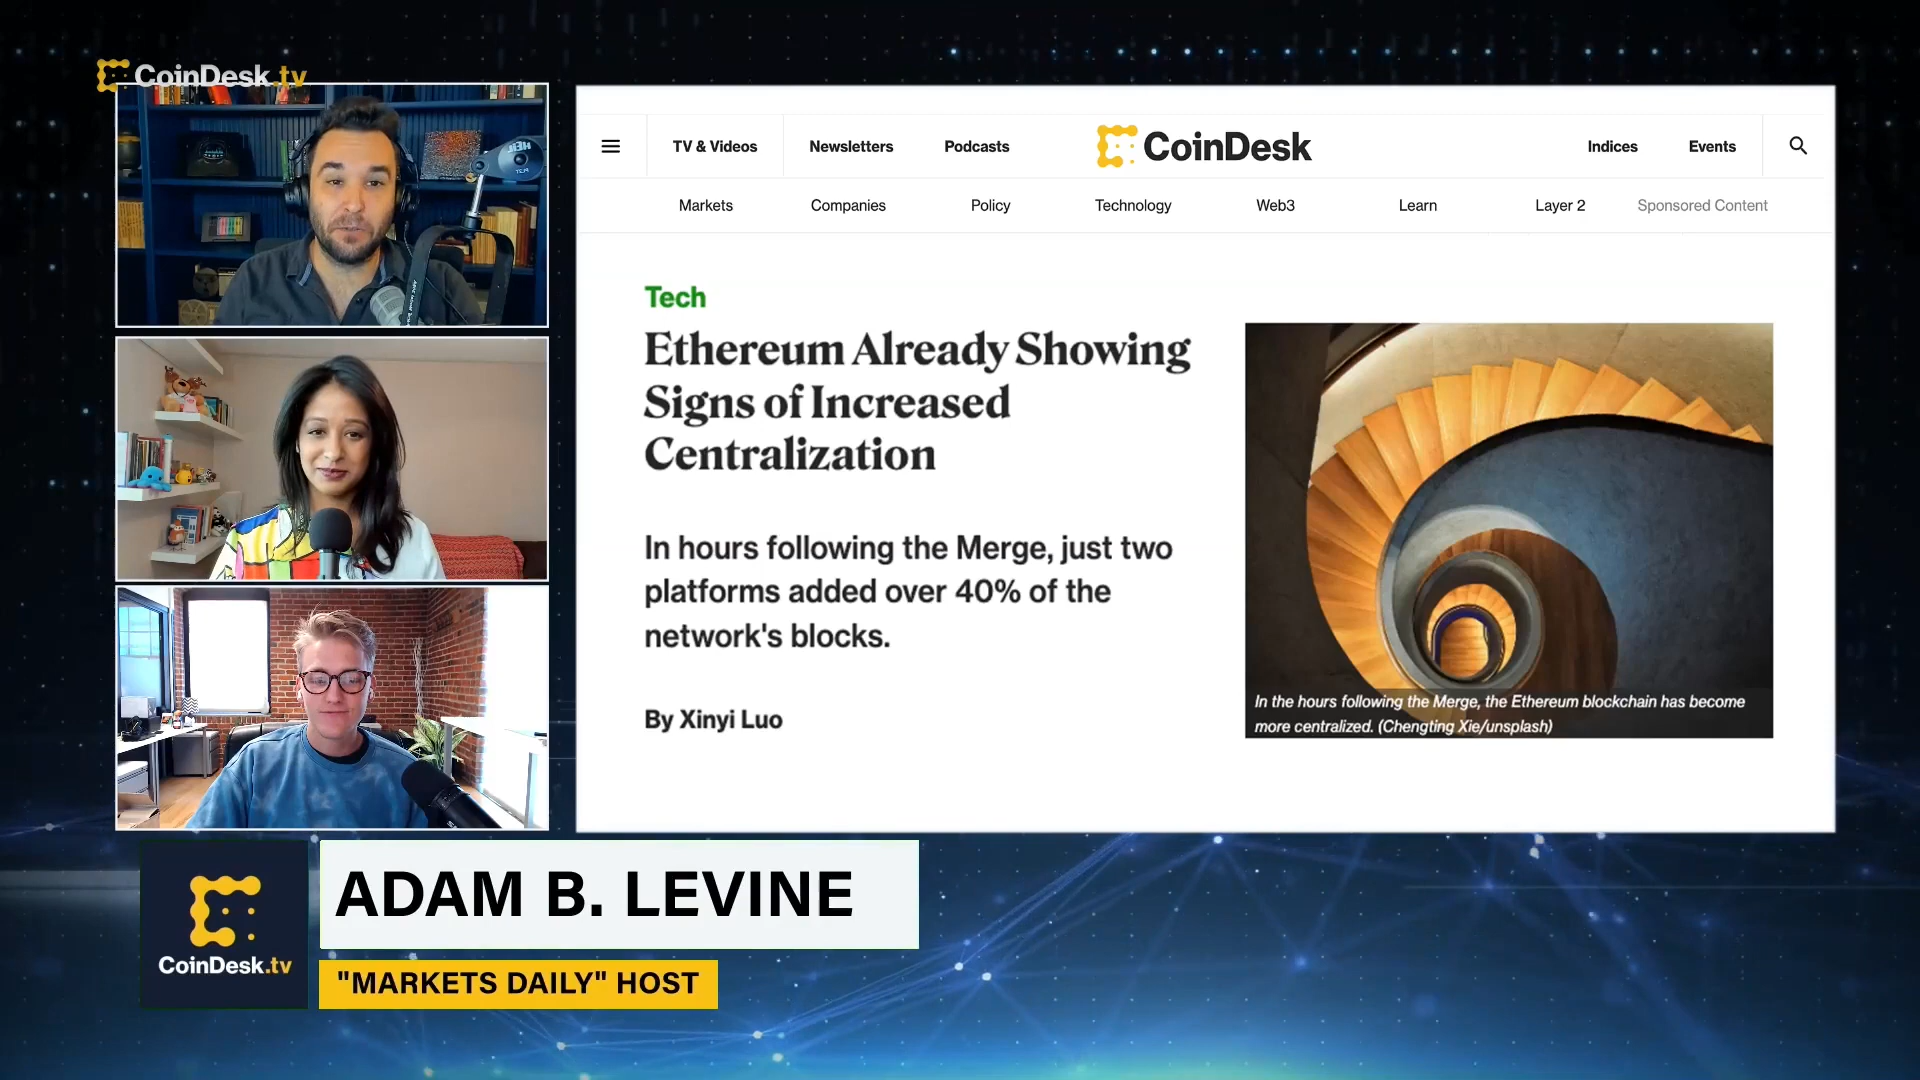 CoinDesk.tv
TV & Videos
Newsletters
Podcasts
CoinDesk
Indices
Events
Markets
Companies
Policy
Technology
Web3
Learn
Layer 2
Sponsored Content
Tech
Ethereum Already Showing
Signs of Increased
Centralization
In hours following the Merge, just two
platforms added over 40% of the
network's blocks.
By Xinyi Luo
In the hours following the Merge, the Ethereum blockchain has become
more centralized. (Chengting Xie/unsplash)
CoinDesk.tv
ADAM B. LEVINE
"MARKETS DAILY" HOST